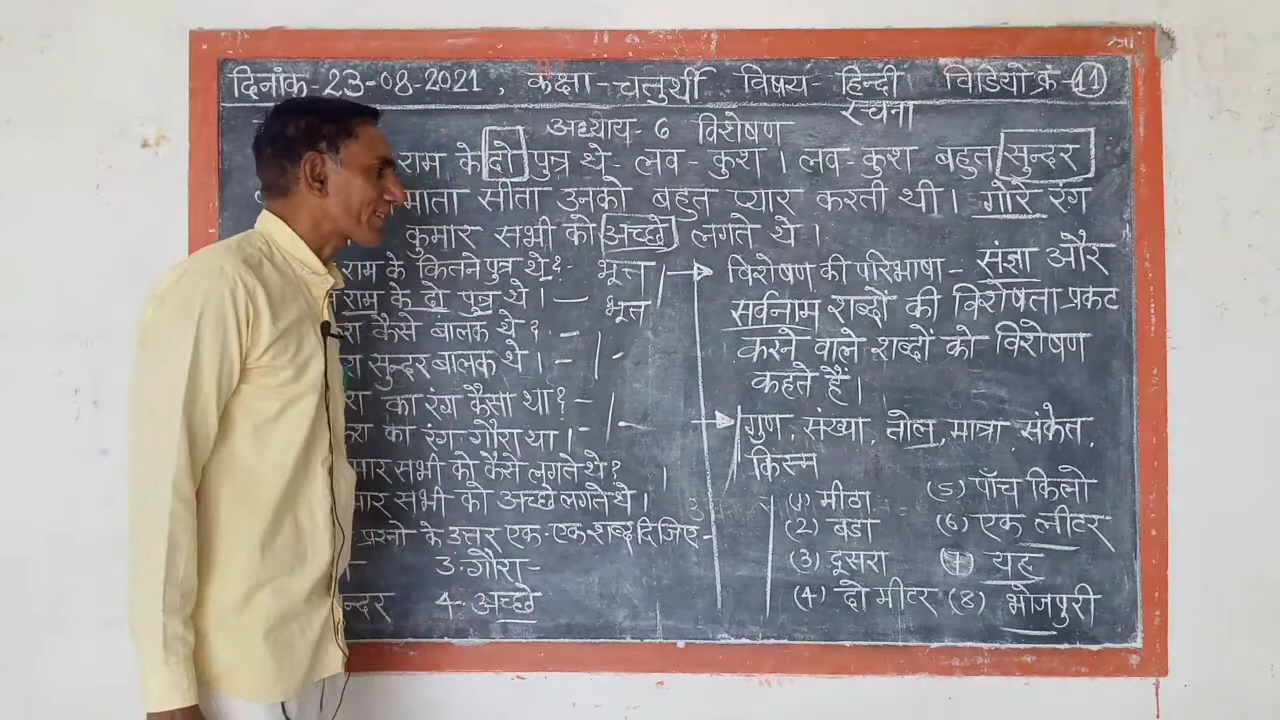 दिनांक-23-08-2021, कक्षा-चतुर्थी विषय-हिन्दी विडियो क्रं-11
रचना
अध्याय-6 विशेषण
राम के दो पुत्र थे- लव-कुश। लव-कुश बहुत सुन्दर
माता सीता उनको बहुत प्यार करती थी। गोरे रंग
कुमार सभी को अच्छे लगते थे।
राम के कितने पुत्र थे?- भूत्त
राम के दो पुत्र थे।— भूत
कैसे बालक थे?-
सुन्दर बालक थे।-
का रंग कैसा था?-
का रंग गौरा था।-
सभी को कैसे लगते थे?
सभी को अच्छे लगते थे।
प्रश्नो के उत्तर एक-एक शब्द दिजिए-
3. गौरा-
4- अच्छे
विशेषण की परिभाषा- संज्ञा और
सर्वनाम शब्दों की विशेषता प्रकट
करने वाले शब्दों को विशेषण
कहते हैं।
गुण, संख्या, तोल, मात्रा संकेत,
किस्म
(1) मीठा
(2) बडा
(3) दूसरा
(4) दो मीटर
(5) पाँच किलो
(6) एक लीटर
(7) यह
(8) भोजपुरी